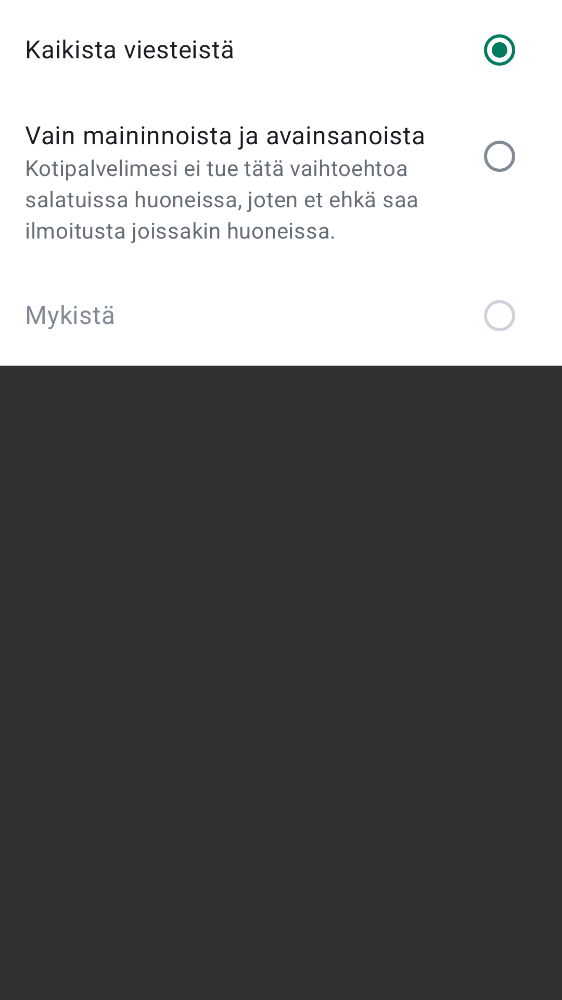 Kaikista viesteistä
Vain maininnoista ja avainsanoista
Kotipalvelimesi ei tue tätä vaihtoehtoa
salatuissa huoneissa, joten et ehkä saa
ilmoitusta joissakin huoneissa.
Mykistä